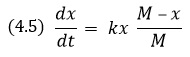 (4.5) dx/dt = kx (M − x)/M